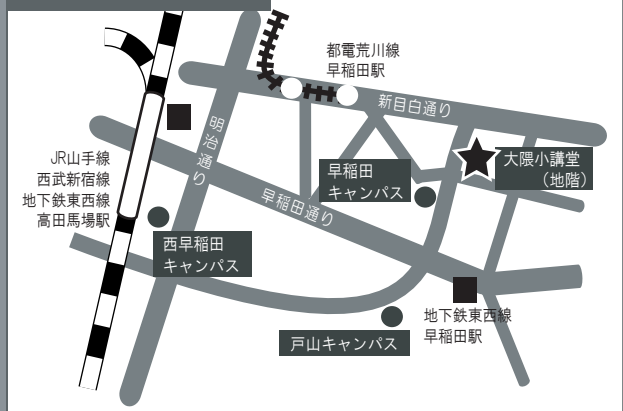 都電荒川線
早稲田駅
新目白通り
明治通り
JR山手線
西武新宿線
地下鉄東西線
高田馬場駅
早稲田
キャンパス
大隈小講堂
（地階）
早稲田通り
西早稲田
キャンパス
地下鉄東西線
早稲田駅
戸山キャンパス